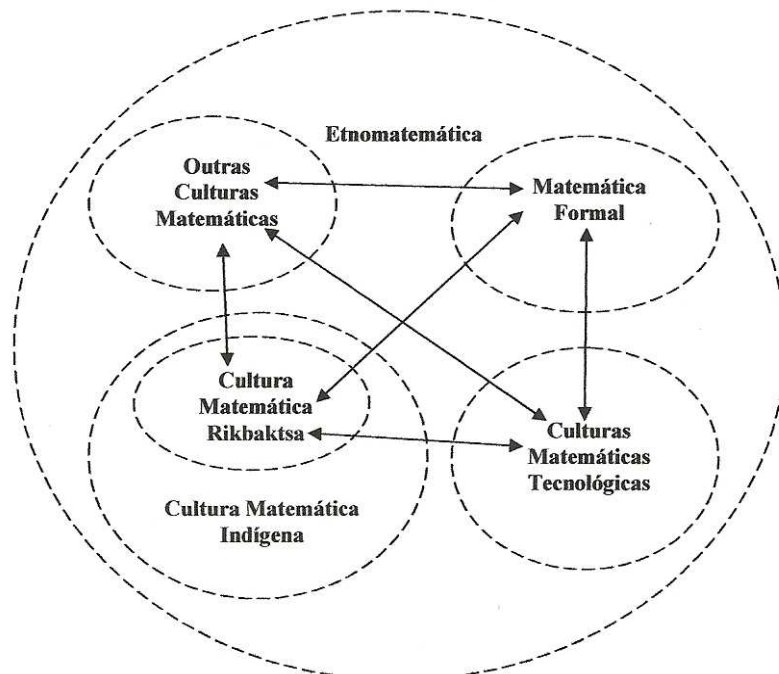 Etnomatemática
Outras
Culturas
Matemáticas
Matemática
Formal
Cultura
Matemática
Rikbaktsa
Culturas
Matemáticas
Tecnológicas
Cultura Matemática
Indígena